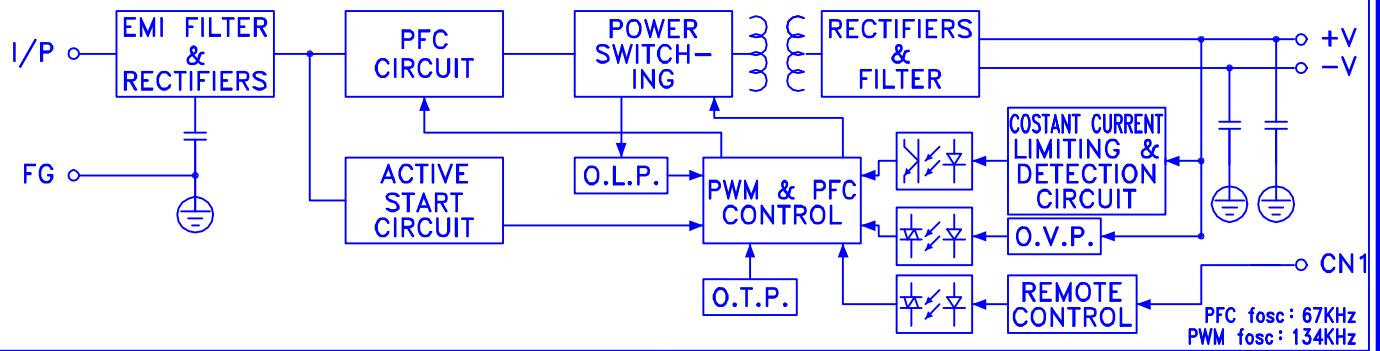 I/P
EMI FILTER
&
RECTIFIERS
PFC
CIRCUIT
POWER
SWITCH-
ING
RECTIFIERS
&
FILTER
+V
-V
FG
ACTIVE
START
CIRCUIT
O.L.P.
PWM & PFC
CONTROL
COSTANT CURRENT
LIMITING &
DETECTION
CIRCUIT
O.V.P.
O.T.P.
REMOTE
CONTROL
CN1
PFC fosc: 67KHz
PWM fosc: 134KHz